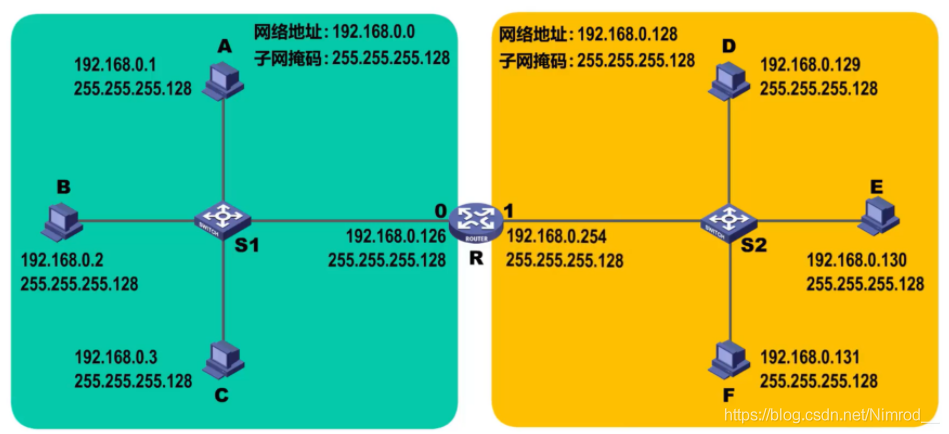 A
网络地址：192.168.0.0
子网掩码：255.255.255.128
192.168.0.1
255.255.255.128
B
192.168.0.2
255.255.255.128
SWITCH
S1
192.168.0.3
255.255.255.128
C
0
192.168.0.126
255.255.255.128
ROUTER
R
1
192.168.0.254
255.255.255.128
网络地址：192.168.0.128
子网掩码：255.255.255.128
D
192.168.0.129
255.255.255.128
SWITCH
S2
E
192.168.0.130
255.255.255.128
192.168.0.131
255.255.255.128
F
https://blog.csdn.net/Nimrod__